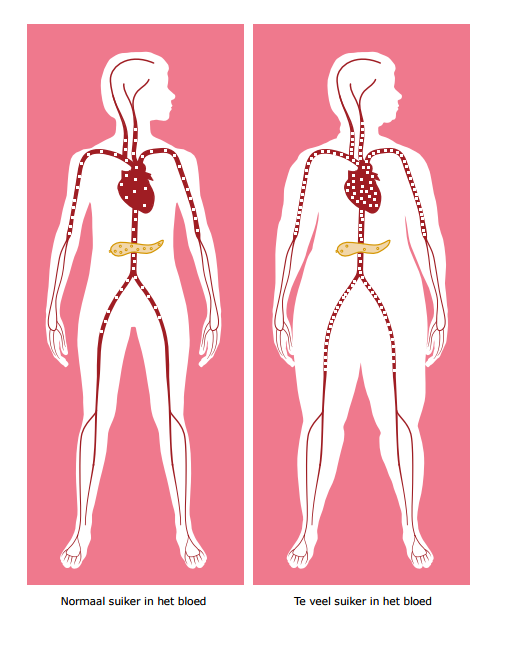 Normaal suiker in het bloed
Te veel suiker in het bloed